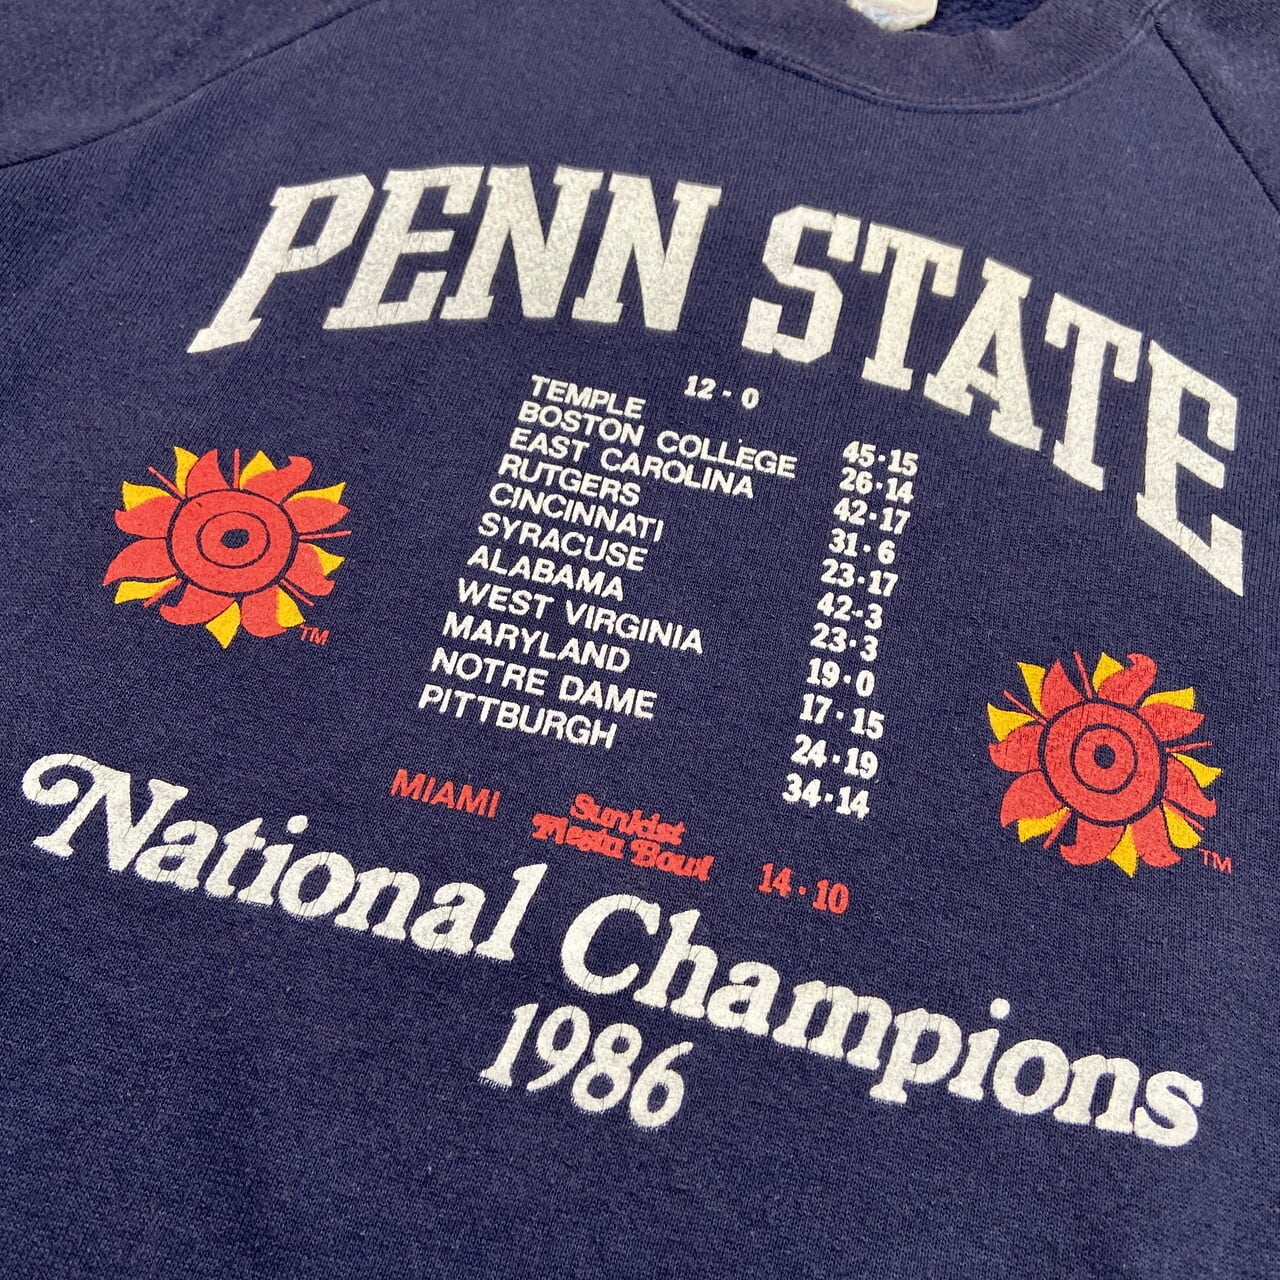 PENN STATE
12-0
TEMPLE 45-15
BOSTON COLLEGE 26-14
EAST CAROLINA 42-17
RUTGERS 31-6
CINCINNATI 23-17
SYRACUSE 42-3
ALABAMA 23-3
WEST VIRGINIA 19-0
MARYLAND 17-15
NOTRE DAME 24-19
PITTBURGH 34-14
MIAMI Sunkist Fiesta Bowl 14-10
TM
TM
National Champions
1986